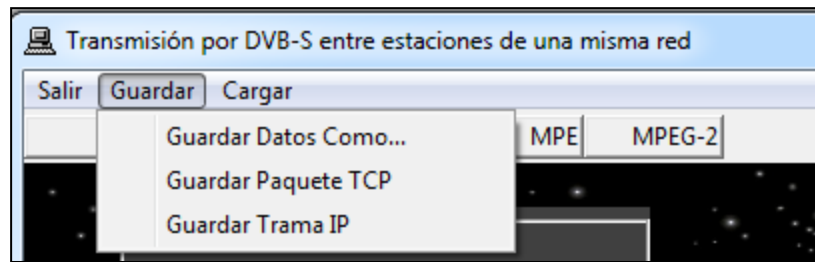 Transmisión por DVB-S entre estaciones de una misma red
Salir Guardar Cargar
Guardar Datos Como... MPE MPEG-2
Guardar Paquete TCP
Guardar Trama IP